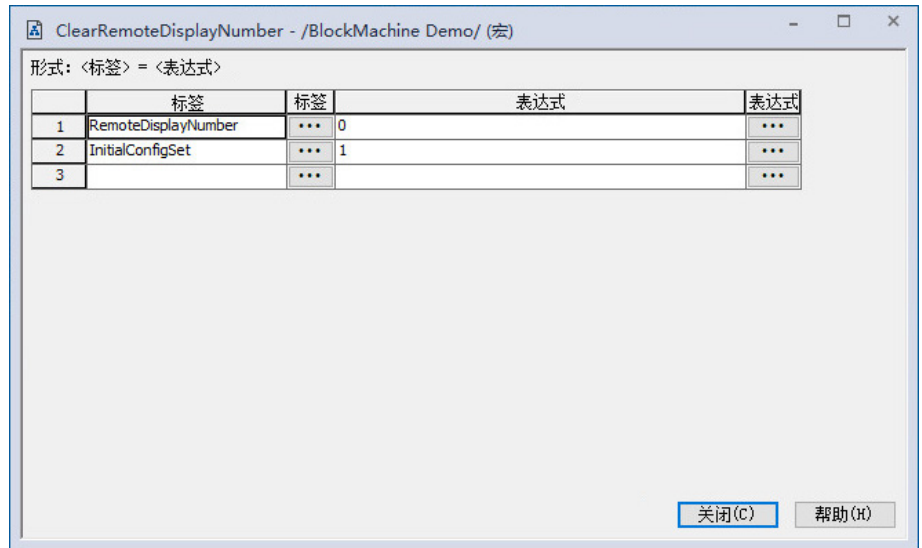 ClearRemoteDisplayNumber - /BlockMachine Demo/ (宏)
形式: <标签> = <表达式>
标签 标签 表达式 表达式
1 RemoteDisplayNumber ... 0 ...
2 InitialConfigSet ... 1 ...
3 ... ...
关闭(C) 帮助(H)